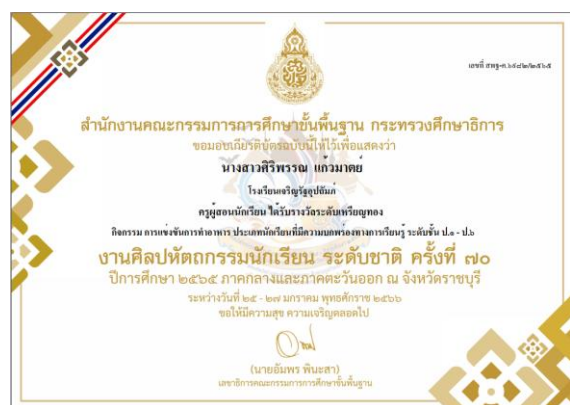 เลขที่ สพฐ-ค.๖๙๘๒/๒๕๖๕
สำนักงานคณะกรรมการการศึกษาขั้นพื้นฐาน กระทรวงศึกษาธิการ
ขอมอบเกียรติบัตรฉบับนี้ให้ไว้เพื่อแสดงว่า
นางสาวศิริพรรณ แก้วมาตย์
โรงเรียนเจริญรัฐอุปถัมภ์
ครูผู้สอนนักเรียน ได้รับรางวัลระดับเหรียญทอง
กิจกรรม การแข่งขันการทำอาหาร ประเภทนักเรียนที่มีความบกพร่องทางการเรียนรู้ ระดับชั้น ป.๑ - ป.๖
งานศิลปหัตถกรรมนักเรียน ระดับชาติ ครั้งที่ ๗๐
ปีการศึกษา ๒๕๖๕ ภาคกลางและภาคตะวันออก ณ จังหวัดราชบุรี
ระหว่างวันที่ ๒๕ - ๒๗ มกราคม พุทธศักราช ๒๕๖๖
ขอให้มีความสุข ความเจริญตลอดไป
(นายอัมพร พินะสา)
เลขาธิการคณะกรรมการการศึกษาขั้นพื้นฐาน